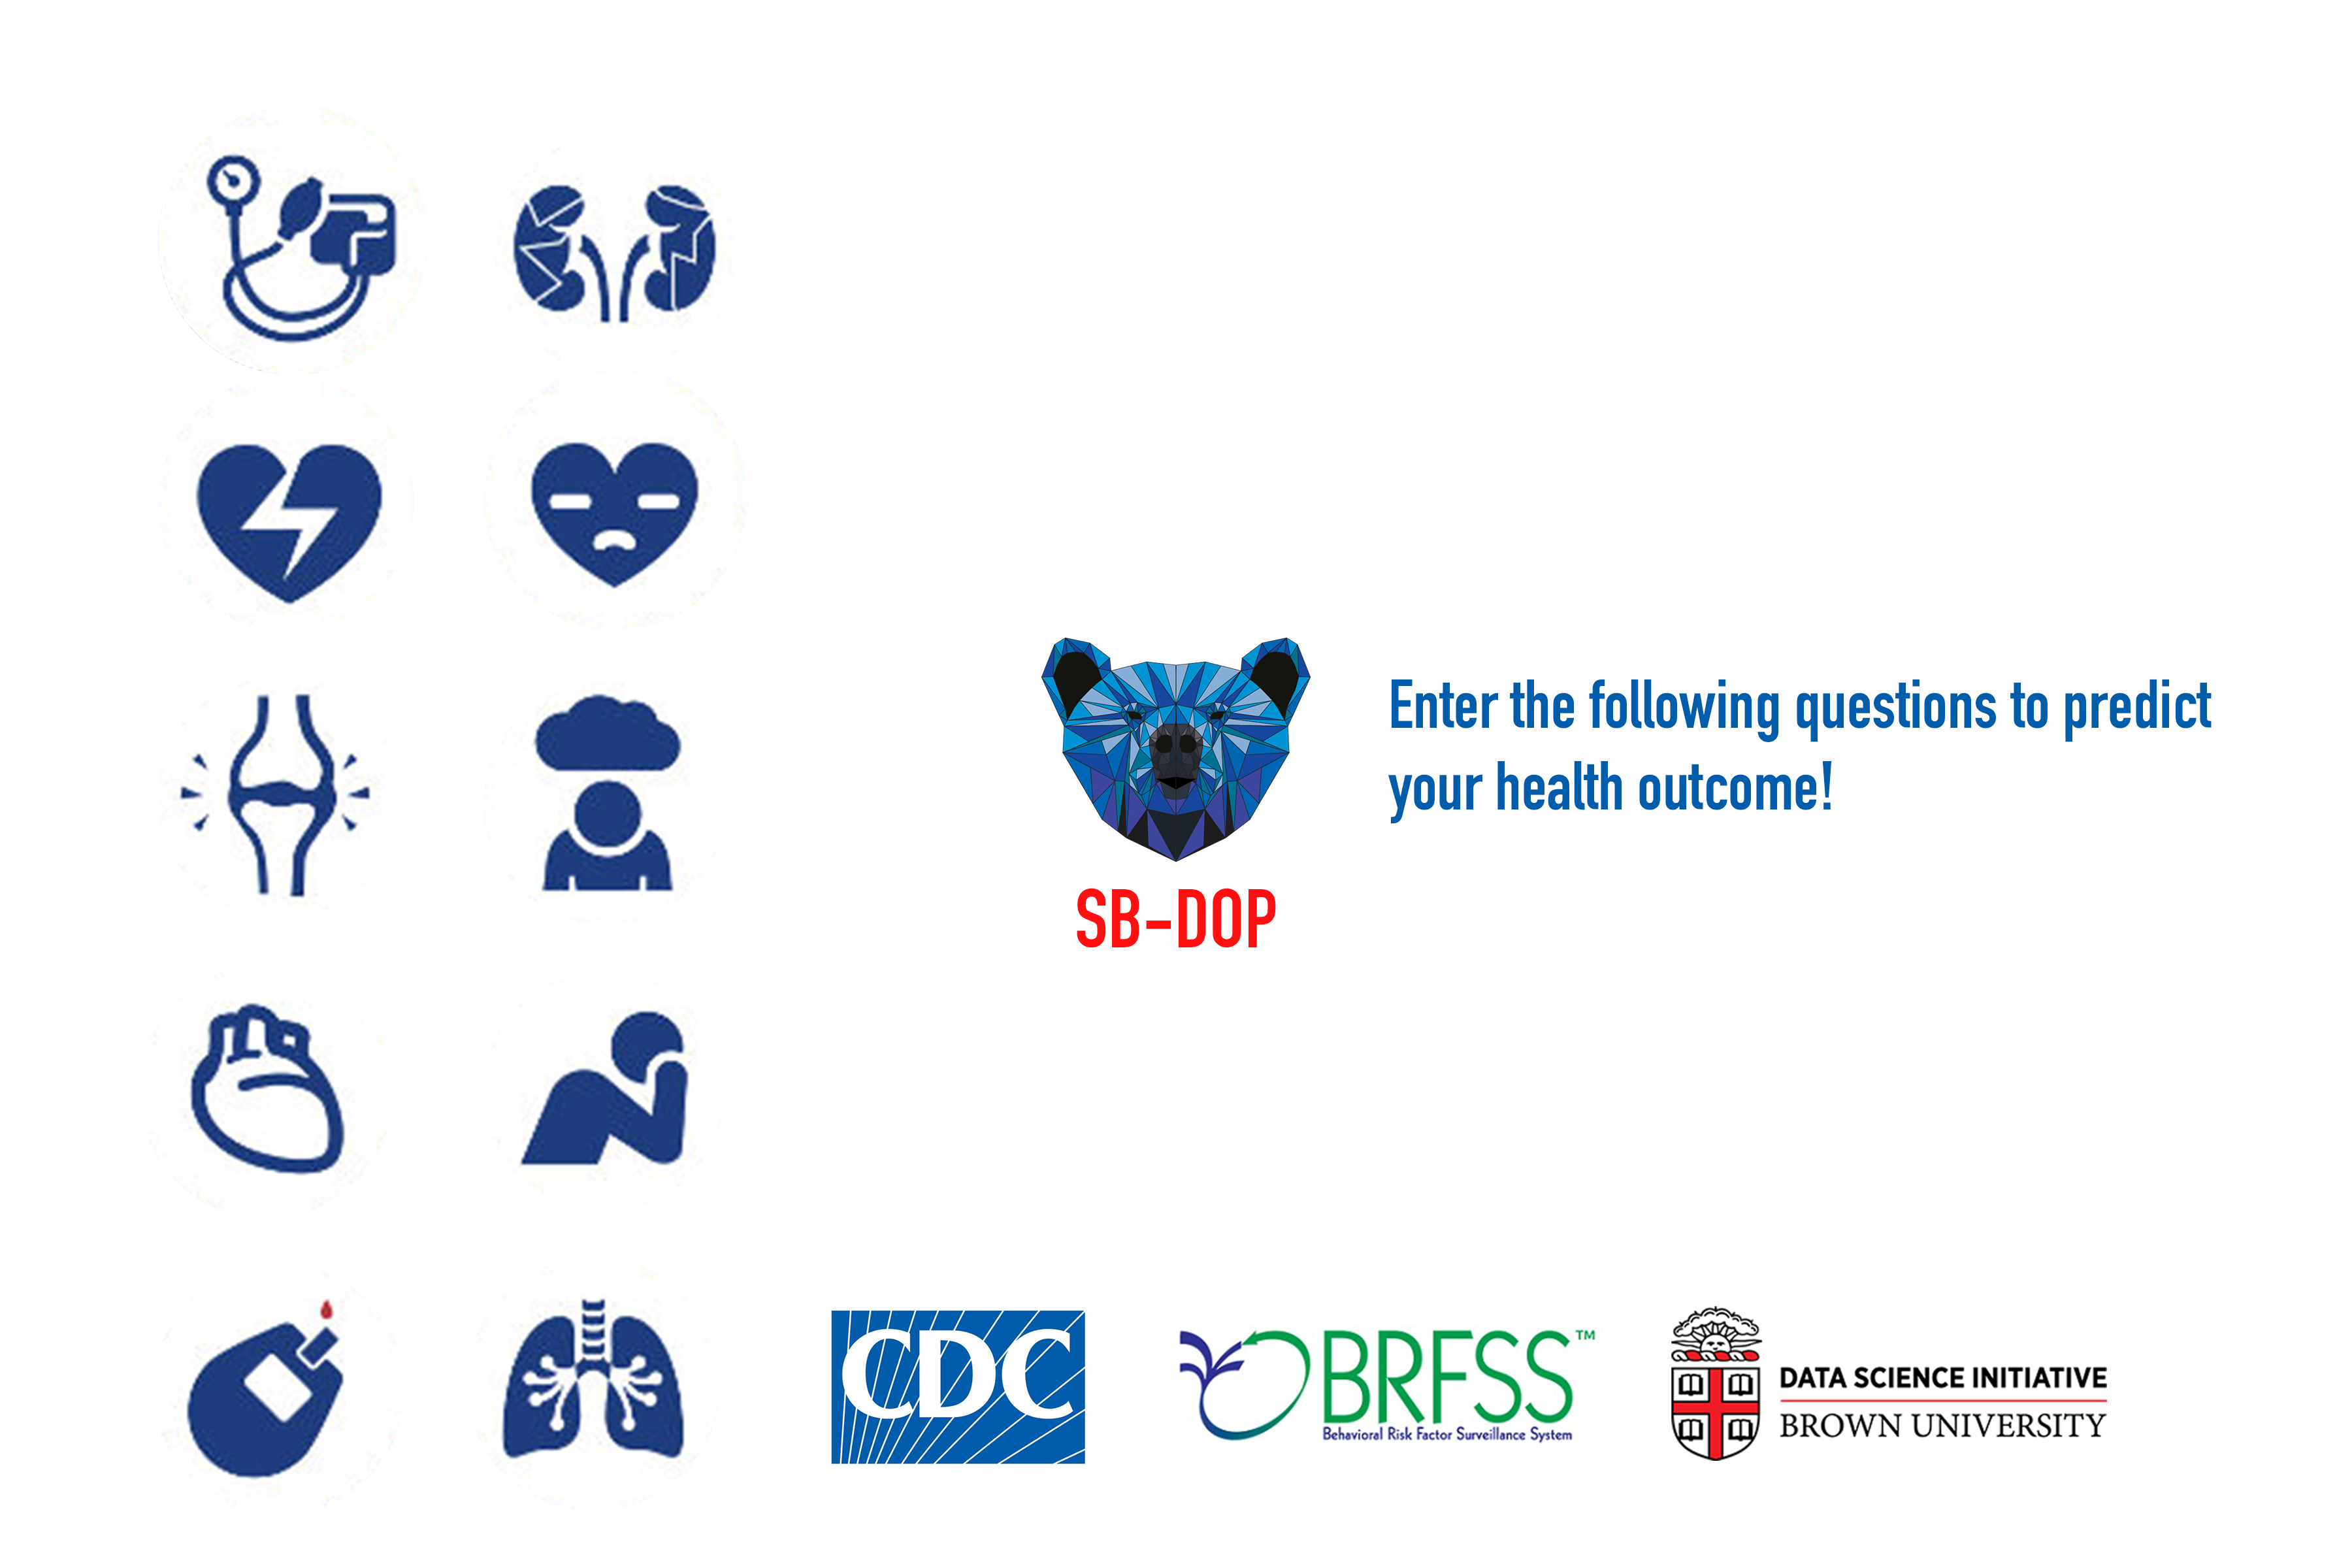 Enter the following questions to predict
your health outcome!
SB-DOP
CDC
BRFSS™
Behavioral Risk Factor Surveillance System
DATA SCIENCE INITIATIVE
BROWN UNIVERSITY